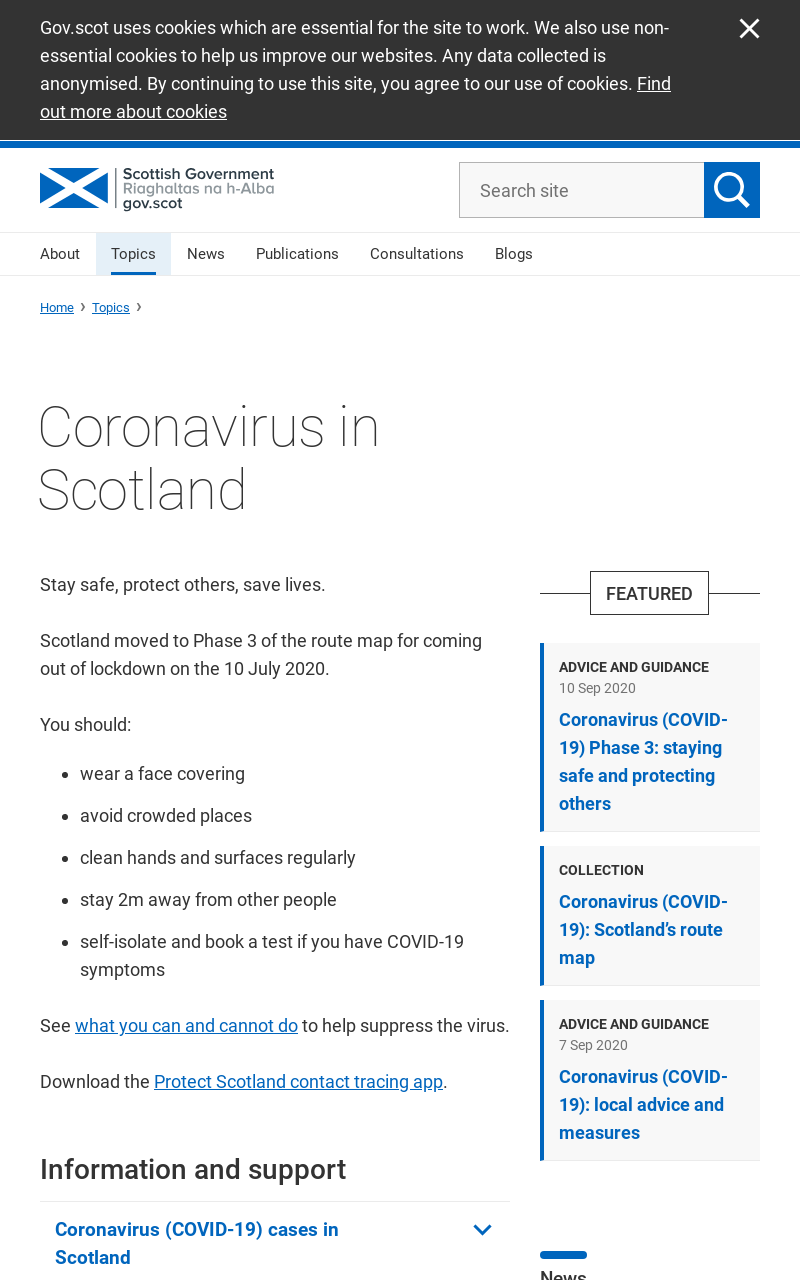 Gov.scot uses cookies which are essential for the site to work. We also use non-
essential cookies to help us improve our websites. Any data collected is
anonymised. By continuing to use this site, you agree to our use of cookies. Find
out more about cookies
Scottish Government
Riaghaltas na h-Alba
gov.scot
Search site
About
Topics
News
Publications
Consultations
Blogs
Home
Topics
Coronavirus in
Scotland
Stay safe, protect others, save lives.
Scotland moved to Phase 3 of the route map for coming
out of lockdown on the 10 July 2020.
You should:
wear a face covering
avoid crowded places
clean hands and surfaces regularly
stay 2m away from other people
self-isolate and book a test if you have COVID-19
symptoms
See what you can and cannot do to help suppress the virus.
Download the Protect Scotland contact tracing app.
Information and support
Coronavirus (COVID-19) cases in
Scotland
FEATURED
ADVICE AND GUIDANCE
10 Sep 2020
Coronavirus (COVID-
19) Phase 3: staying
safe and protecting
others
COLLECTION
Coronavirus (COVID-
19): Scotland’s route
map
ADVICE AND GUIDANCE
7 Sep 2020
Coronavirus (COVID-
19): local advice and
measures
News